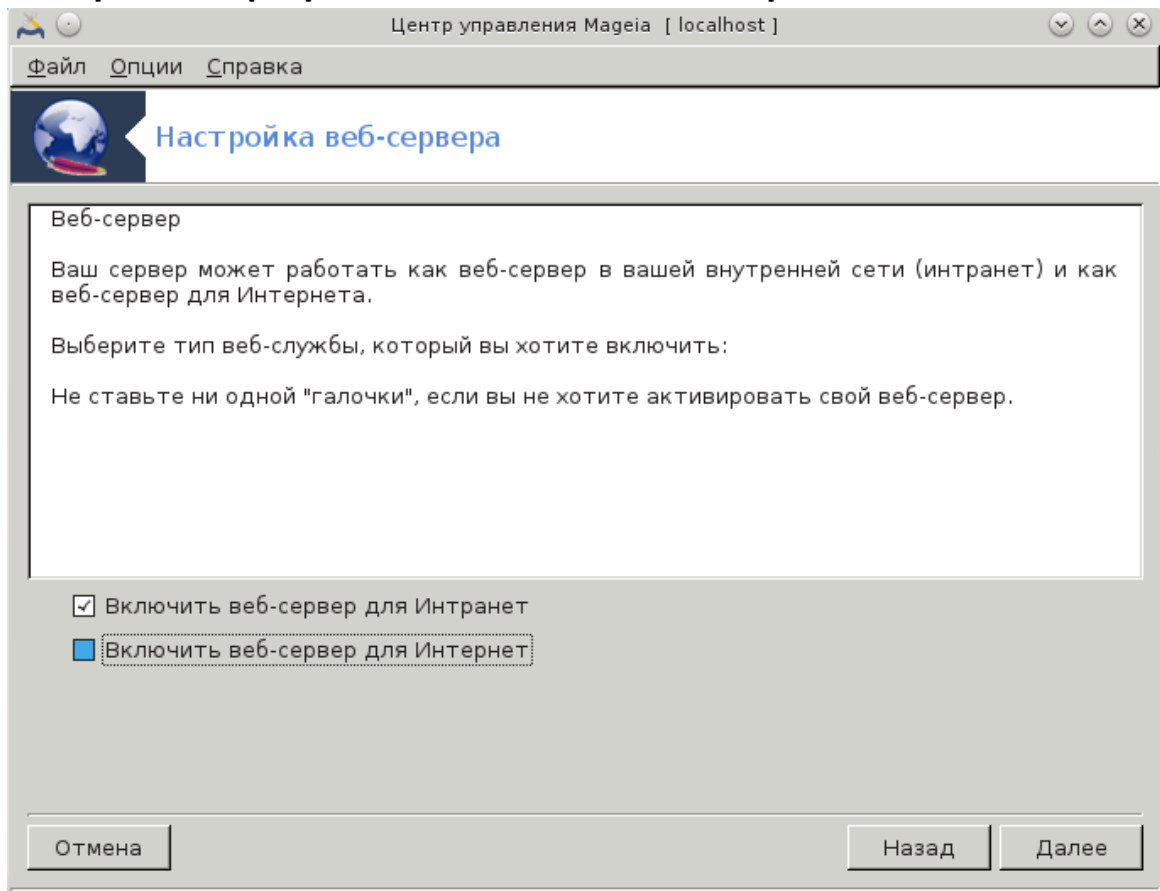 Центр управления Mageia [ localhost ]
Файл Опции Справка
Настройка веб-сервера
Веб-сервер
Ваш сервер может работать как веб-сервер в вашей внутренней сети (интранет) и как
веб-сервер для Интернета.
Выберите тип веб-службы, который вы хотите включить:
Не ставьте ни одной "галочки", если вы не хотите активировать свой веб-сервер.
Включить веб-сервер для Интранет
Включить веб-сервер для Интернет
Отмена Назад Далее